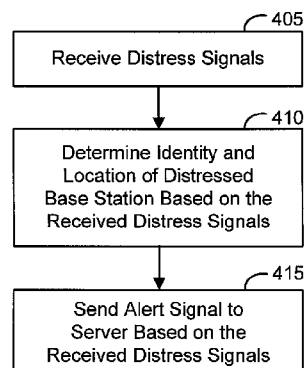 405
Receive Distress Signals
410
Determine Identity and
Location of Distressed
Base Station Based on the
Received Distress Signals
415
Send Alert Signal to
Server Based on the
Received Distress Signals